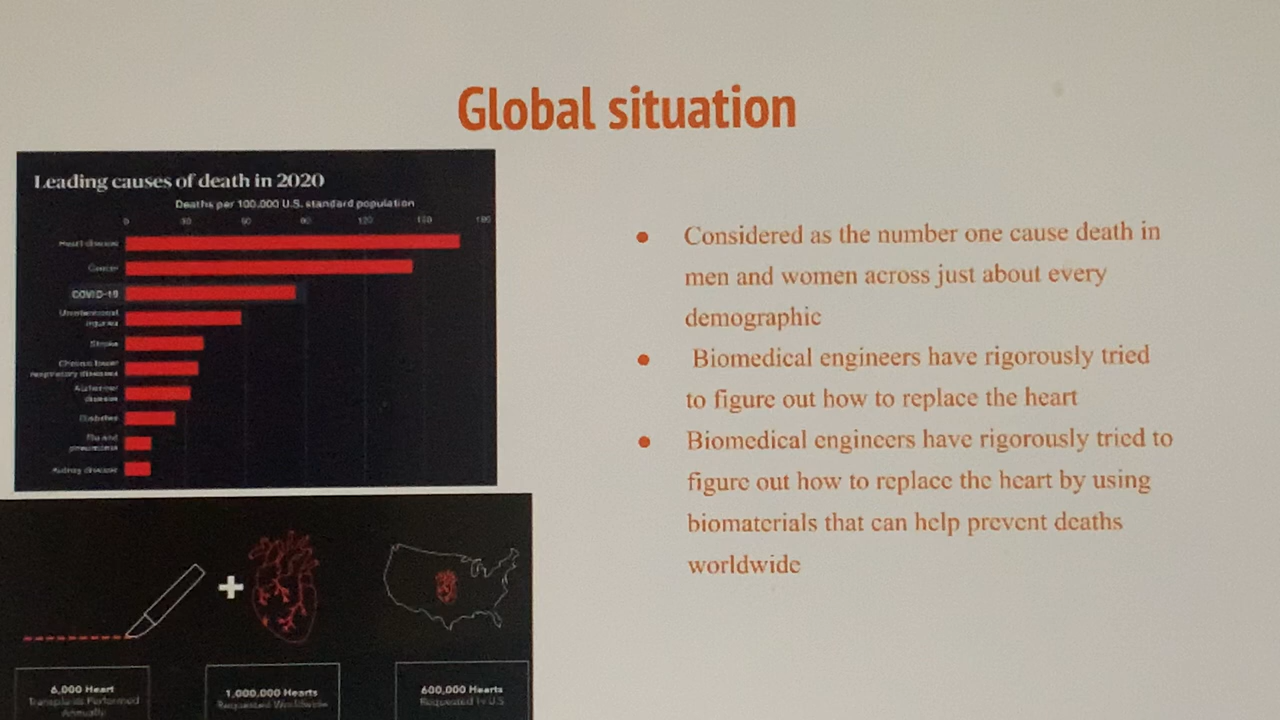 Global situation
Leading causes of death in 2020
Deaths per 100,000 U.S. standard population
0 30 60 90 120 150 180
Heart disease
Cancer
COVID-19
Unintentional
injuries
Stroke
Chronic lower
respiratory diseases
Alzheimer
disease
Diabetes
Flu and
pneumonia
Kidney disease
● Considered as the number one cause death in
men and women across just about every
demographic
● Biomedical engineers have rigorously tried
to figure out how to replace the heart
● Biomedical engineers have rigorously tried to
figure out how to replace the heart by using
biomaterials that can help prevent deaths
worldwide
+
6,000 Heart
Transplants Performed
Annually
1,000,000 Hearts
Requested Worldwide
600,000 Hearts
Requested In U.S